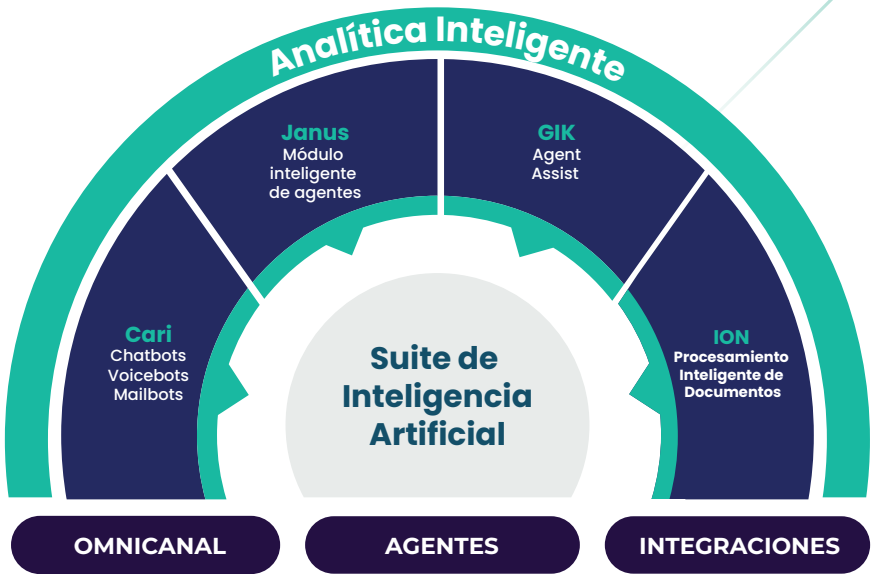 Analítica Inteligente
Janus
Módulo
inteligente
de agentes
GIK
Agent
Assist
Cari
Chatbots
Voicebots
Mailbots
ION
Procesamiento
Inteligente de
Documentos
Suite de
Inteligencia
Artificial
OMNICANAL
AGENTES
INTEGRACIONES